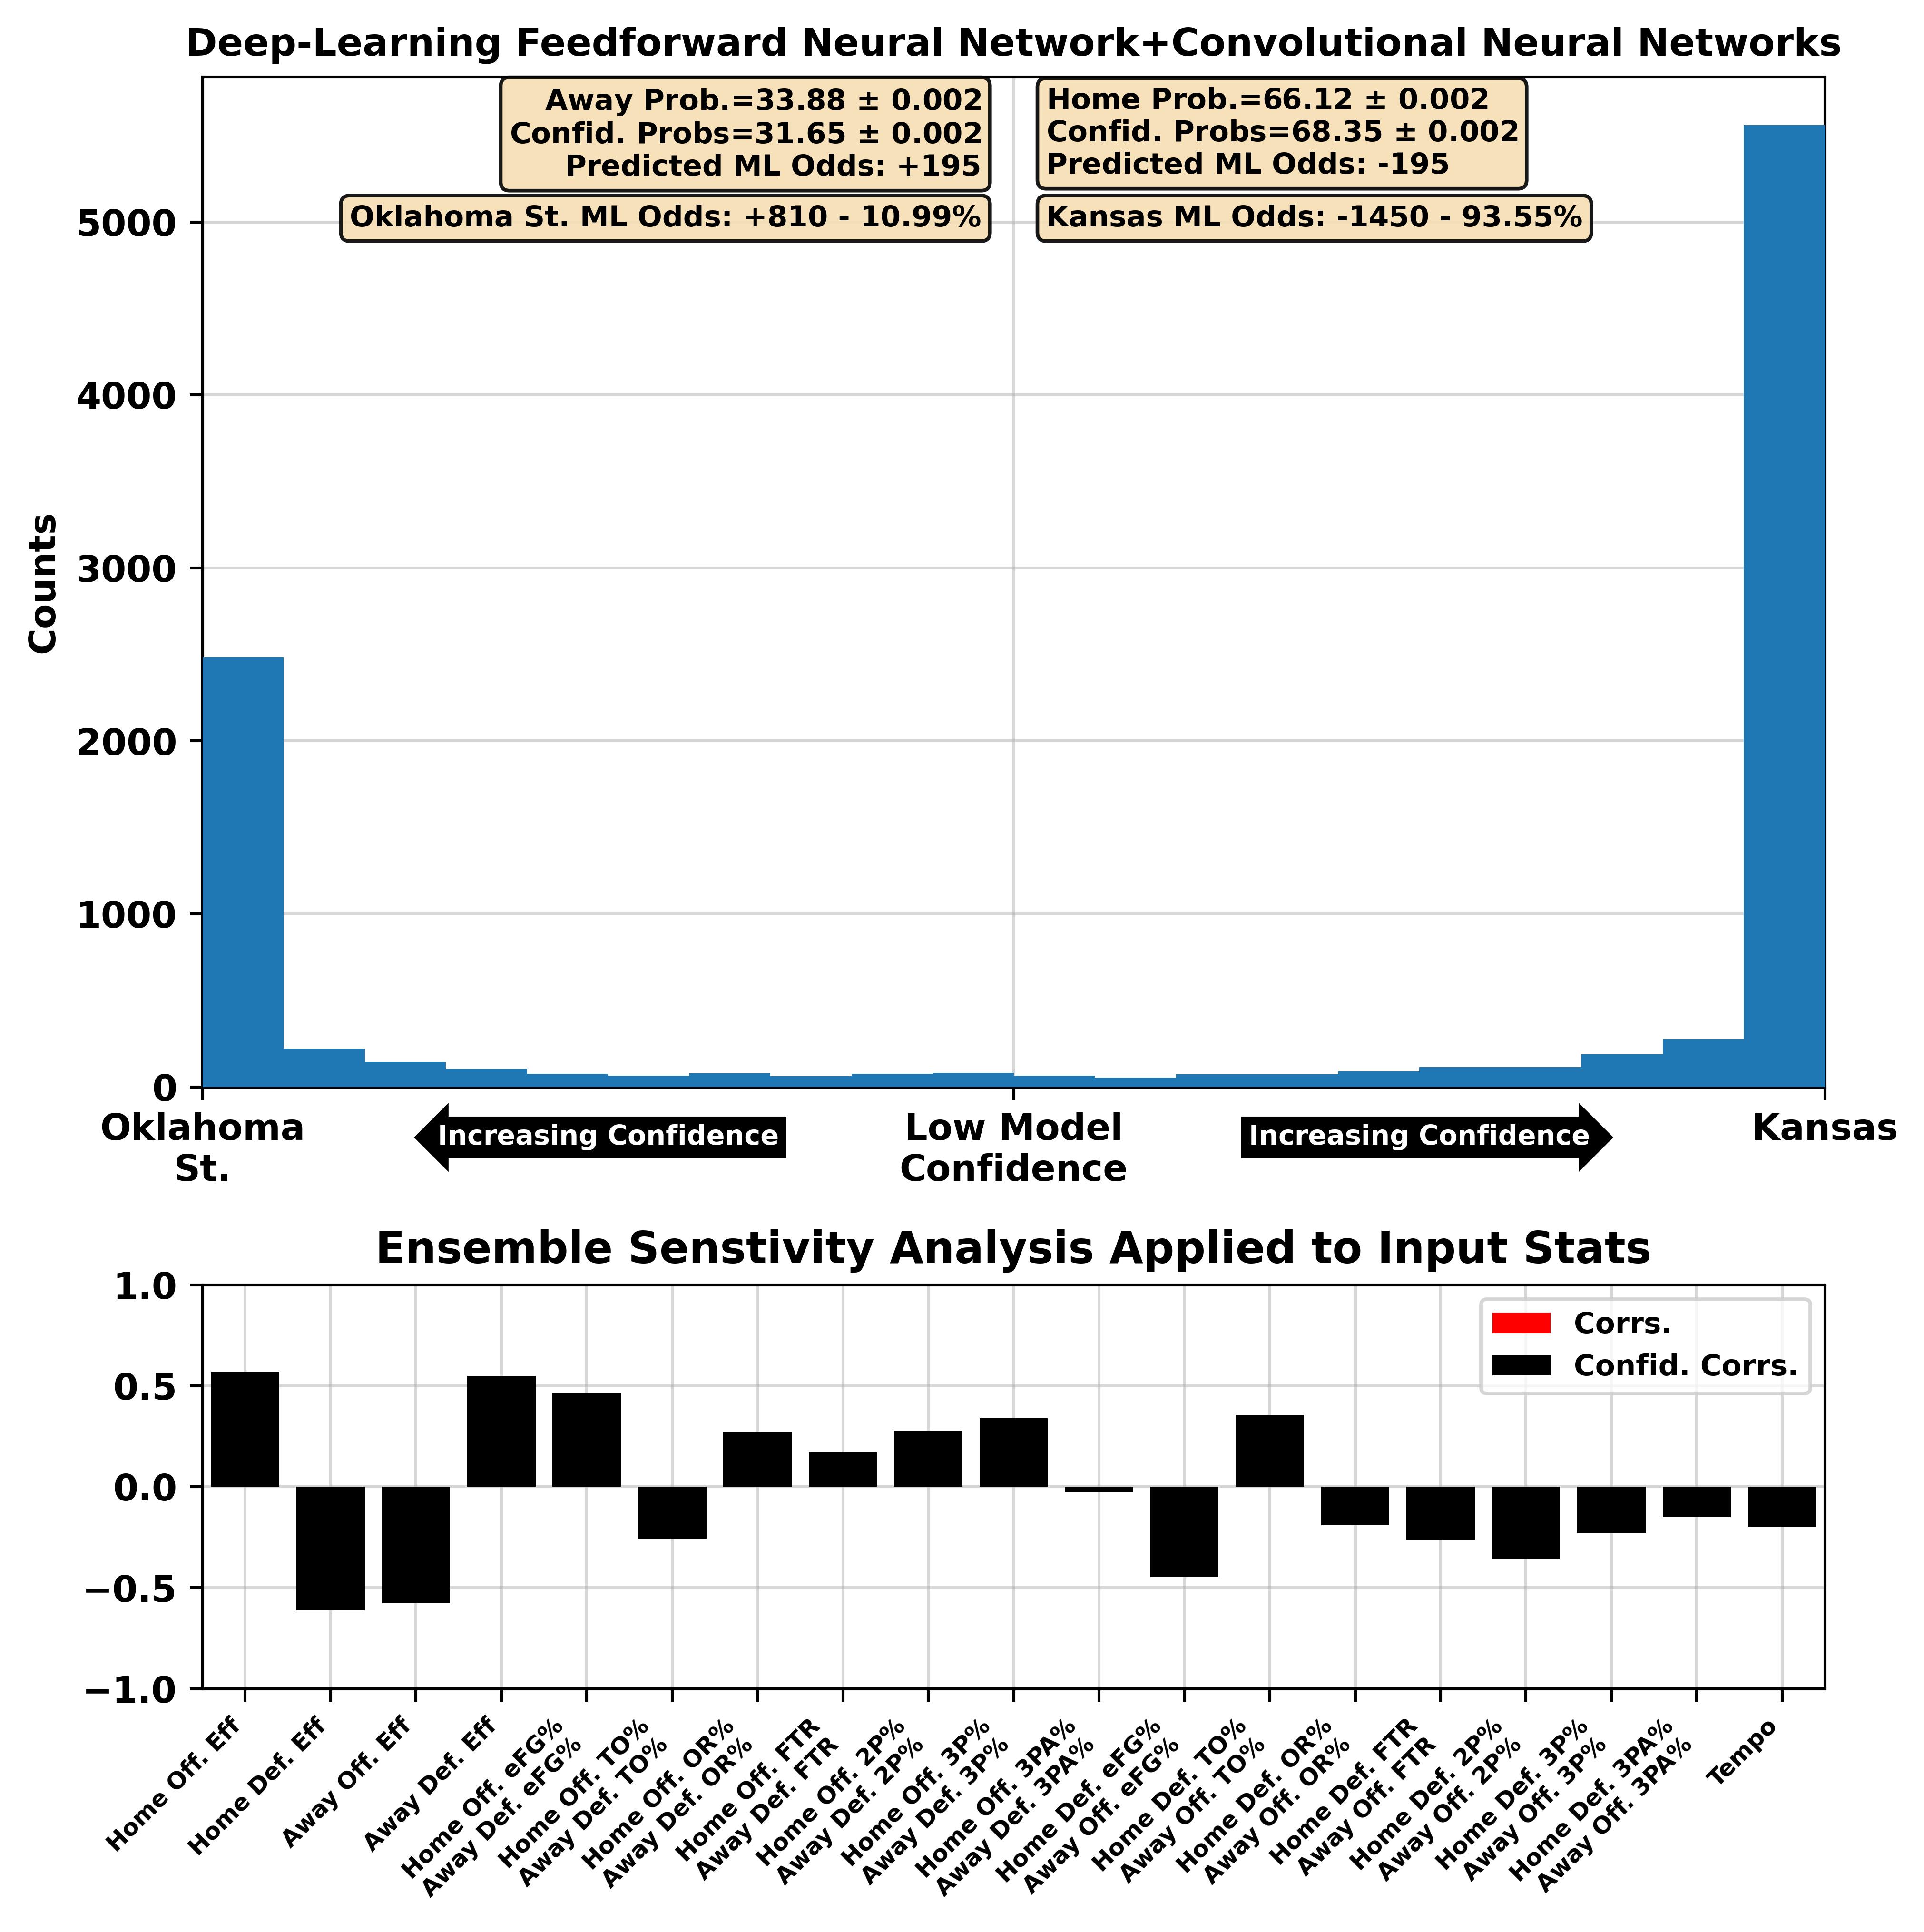 Deep-Learning Feedforward Neural Network+Convolutional Neural Networks
Away Prob.=33.88 ± 0.002
Confid. Probs=31.65 ± 0.002
Predicted ML Odds: +195
Home Prob.=66.12 ± 0.002
Confid. Probs=68.35 ± 0.002
Predicted ML Odds: -195
Oklahoma St. ML Odds: +810 - 10.99%
Kansas ML Odds: -1450 - 93.55%
Counts
5000
4000
3000
2000
1000
0
Oklahoma
St.
Increasing Confidence
Low Model
Confidence
Increasing Confidence
Kansas
Ensemble Senstivity Analysis Applied to Input Stats
1.0
0.5
0.0
−0.5
−1.0
Corrs.
Confid. Corrs.
Home Off. Eff
Home Def. Eff
Away Off. Eff
Away Def. Eff
Home Off. eFG%
Away Def. eFG%
Home Off. TO%
Away Def. TO%
Home Off. OR%
Away Def. OR%
Home Off. FTR
Away Def. FTR
Home Off. 2P%
Away Def. 2P%
Home Off. 3P%
Away Def. 3P%
Home Off. 3PA%
Away Def. 3PA%
Home Def. eFG%
Away Off. eFG%
Home Def. TO%
Away Off. TO%
Home Def. OR%
Away Off. OR%
Home Def. FTR
Away Off. FTR
Home Def. 2P%
Away Off. 2P%
Home Def. 3P%
Away Off. 3P%
Home Def. 3PA%
Away Off. 3PA%
Tempo